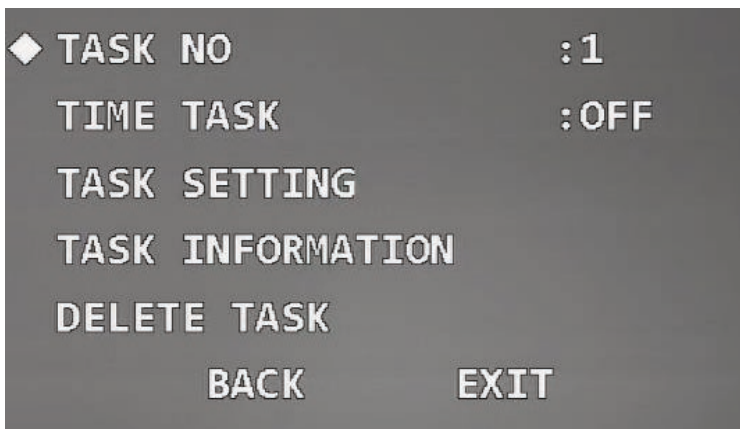 TASK NO :1
TIME TASK :OFF
TASK SETTING
TASK INFORMATION
DELETE TASK
BACK EXIT